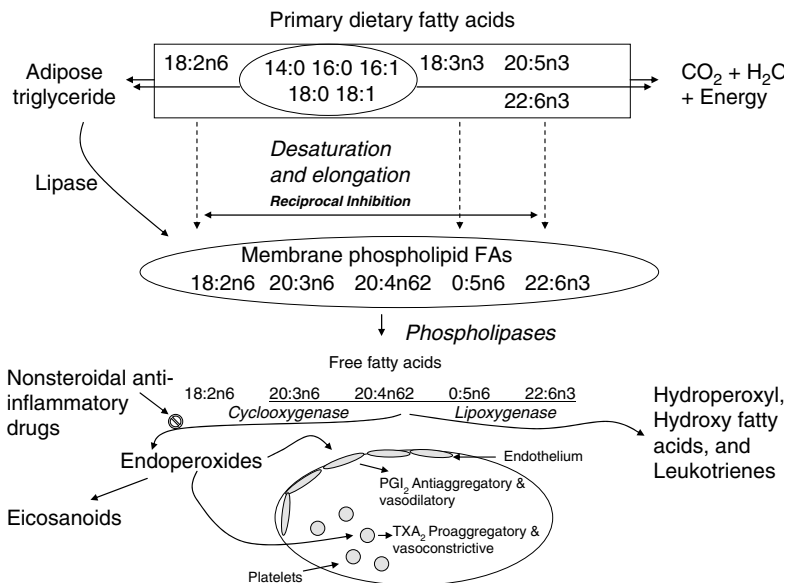 Primary dietary fatty acids
18:2n6
14:0 16:0 16:1
18:0 18:1
18:3n3
20:5n3
22:6n3
Adipose
triglyceride
CO2 + H2O
+ Energy
Lipase
Desaturation
and elongation
Reciprocal Inhibition
Membrane phospholipid FAs
18:2n6 20:3n6 20:4n62 0:5n6 22:6n3
Phospholipases
Free fatty acids
18:2n6 20:3n6 20:4n62 0:5n6 22:6n3
Cyclooxygenase Lipoxygenase
Nonsteroidal anti-
inflammatory
drugs
Hydroperoxyl,
Hydroxy fatty
acids, and
Leukotrienes
Endoperoxides
Eicosanoids
Endothelium
PGI2 Antiaggregatory &
vasodilatory
TXA2 Proaggregatory &
vasoconstrictive
Platelets